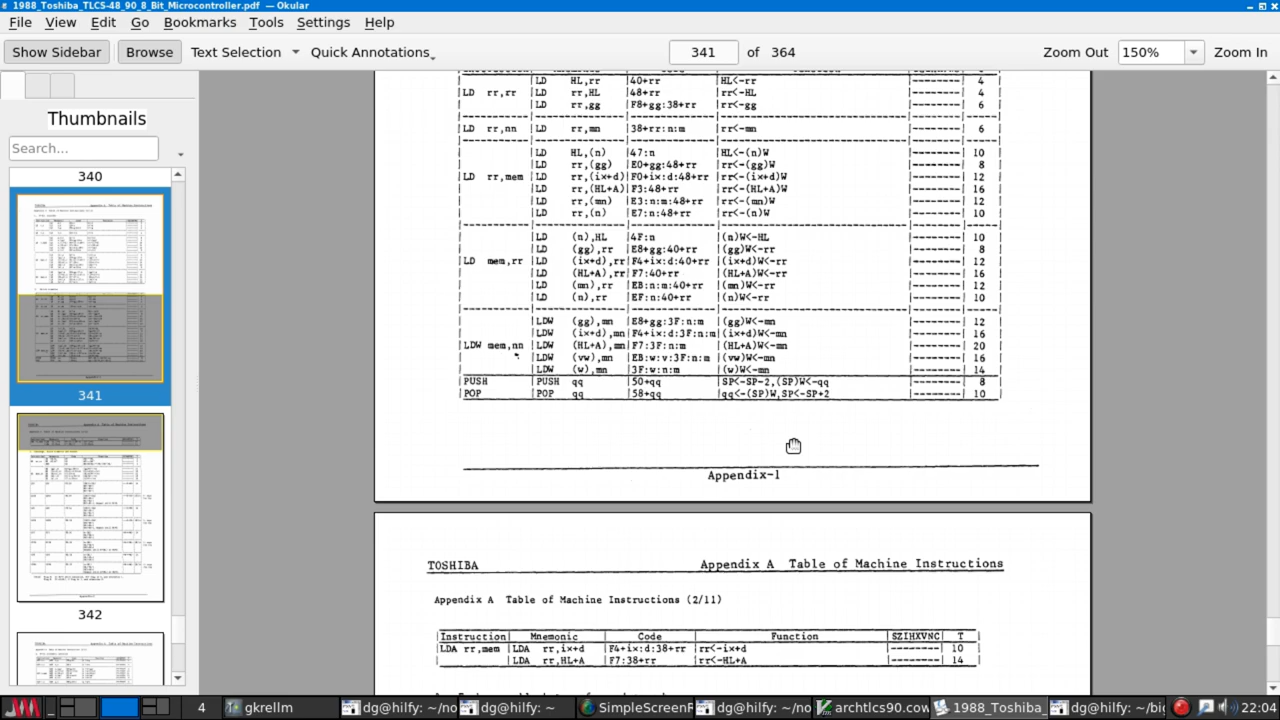 1988_Toshiba_TLCS-48_90_8_Bit_Microcontroller.pdf — Okular
File View Edit Go Bookmarks Tools Settings Help
Show Sidebar Browse Text Selection Quick Annotations 341 of 364 Zoom Out 150% Zoom In
Thumbnails
Search...
340
341
342
|LD HL,rr |40+rr |HL<-rr |--------| 4
LD rr,rr |LD rr,HL |48+rr |rr<-HL |--------| 4
|LD rr,gg |F8+gg:38+rr |rr<-gg |--------| 6
LD rr,nn |LD rr,mn |38+rr:n:m |rr<-mn |--------| 6
|LD HL,(n) |47:n |HL<-(n)W |--------| 10
|LD rr,(gg) |E0+gg:48+rr |rr<-(gg)W |--------| 8
LD rr,mem |LD rr,(ix+d)|F0+ix:d:48+rr |rr<-(ix+d)W |--------| 12
|LD rr,(HL+A)|F3:48+rr |rr<-(HL+A)W |--------| 16
|LD rr,(mn) |E3:n:m:48+rr |rr<-(mn)W |--------| 12
|LD rr,(n) |E7:n:48+rr |rr<-(n)W |--------| 10
|LD (n),HL |4F:n |(n)W<-HL |--------| 10
|LD (gg),rr |E8+gg:40+rr |(gg)W<-rr |--------| 8
LD mem,rr |LD (ix+d),rr|F4+ix:d:40+rr |(ix+d)W<-rr |--------| 12
|LD (HL+A),rr|F7:40+rr |(HL+A)W<-rr |--------| 16
|LD (mn),rr |EB:n:m:40+rr |(mn)W<-rr |--------| 12
|LD (n),rr |EF:n:40+rr |(n)W<-rr |--------| 10
|LDW (gg),mn |E8+gg:3F:n:m |(gg)W<-mn |--------| 12
|LDW (ix+d),mn|F4+ix:d:3F:n:m|(ix+d)W<-mn |--------| 16
LDW mem,nn |LDW (HL+A),mn|F7:3F:n:m |(HL+A)W<-mn |--------| 20
|LDW (vw),mn |EB:w:v:3F:n:m |(vw)W<-mn |--------| 16
|LDW (w),mn |3F:w:n:m |(w)W<-mn |--------| 14
PUSH |PUSH qq |50+qq |SP<-SP-2,(SP)W<-qq |--------| 8
POP |POP qq |58+qq |qq<-(SP)W,SP<-SP+2 |--------| 10
Appendix-1
TOSHIBA Appendix A Table of Machine Instructions
Appendix A Table of Machine Instructions (2/11)
|Instruction| Mnemonic | Code | Function |SZIHXVNC| T |
|LDA rr,mem |LDA rr,ix+d |F4+ix:d:38+rr |rr<-ix+d |--------| 10 |
|LDA rr,HL+A |F7:38+rr |rr<-HL+A |--------| 14 |
4 gkrellm dg@hilfy: ~/no dg@hilfy: ~ SimpleScreenR dg@hilfy: ~/no archtlcs90.cow 1988_Toshiba_ dg@hilfy: ~/big 22:04